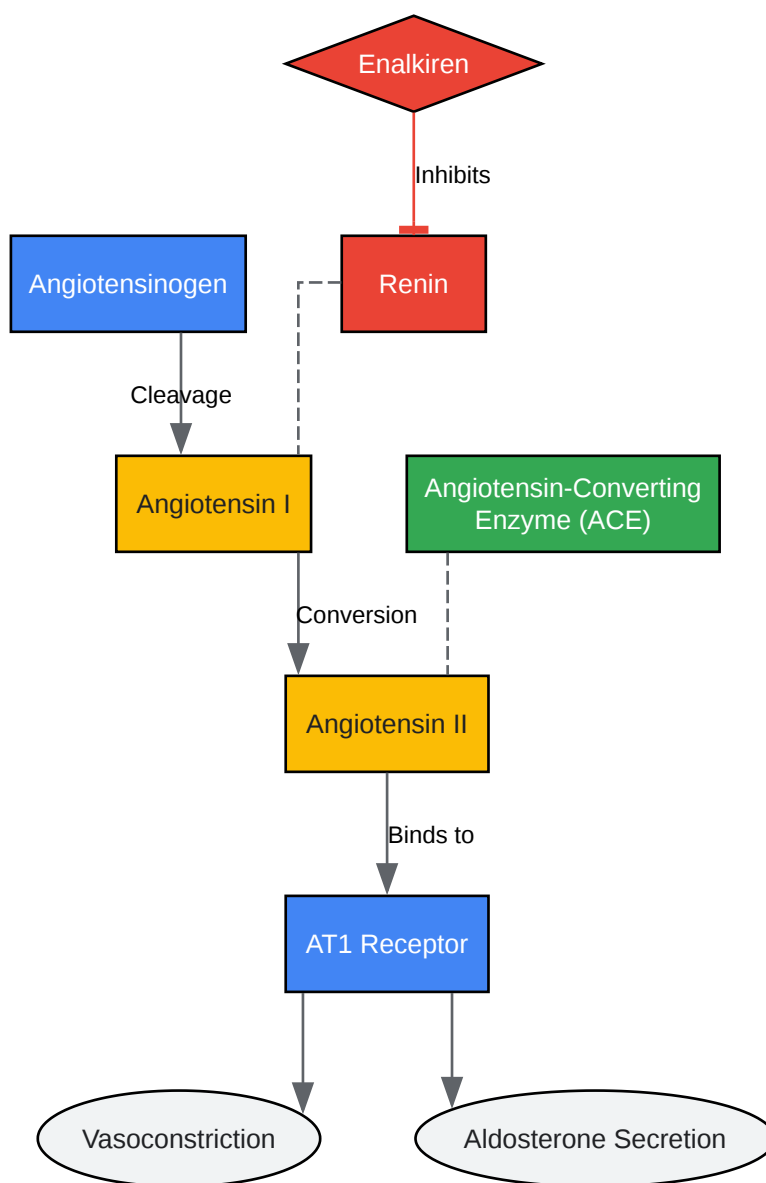 Enalkiren
Inhibits
Angiotensinogen
Renin
Cleavage
Angiotensin I
Angiotensin-Converting
Enzyme (ACE)
Conversion
Angiotensin II
Binds to
AT1 Receptor
Vasoconstriction
Aldosterone Secretion